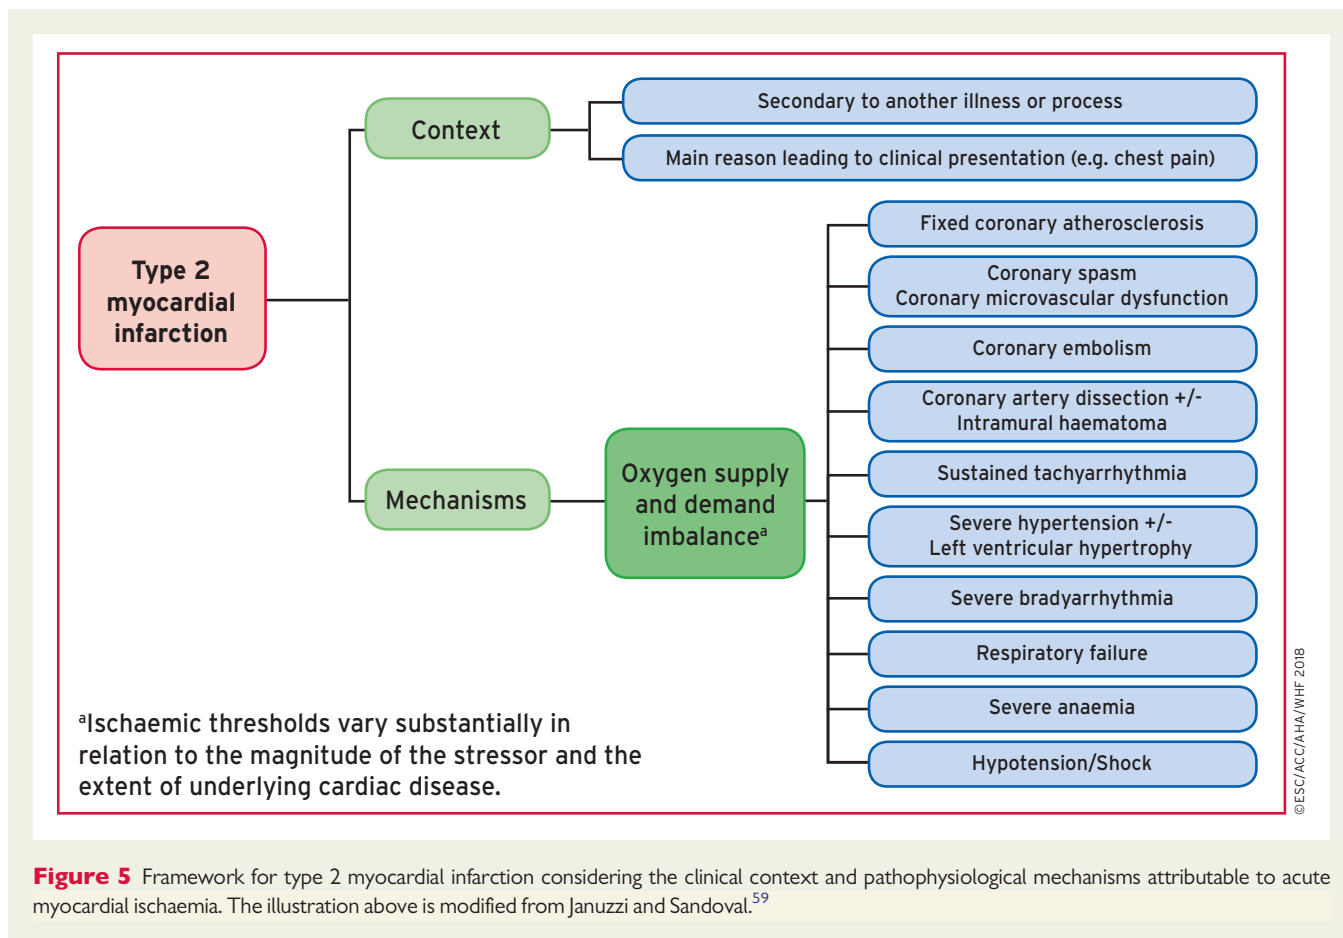 Context
Secondary to another illness or process
Main reason leading to clinical presentation (e.g. chest pain)
Type 2
myocardial
infarction
Mechanisms
Oxygen supply
and demand
imbalanceᵃ
Fixed coronary atherosclerosis
Coronary spasm
Coronary microvascular dysfunction
Coronary embolism
Coronary artery dissection +/-
Intramural haematoma
Sustained tachyarrhythmia
Severe hypertension +/-
Left ventricular hypertrophy
Severe bradyarrhythmia
Respiratory failure
Severe anaemia
Hypotension/Shock
ᵃIschaemic thresholds vary substantially in
relation to the magnitude of the stressor and the
extent of underlying cardiac disease.
©ESC/ACC/AHA/WHF 2018
Figure 5 Framework for type 2 myocardial infarction considering the clinical context and pathophysiological mechanisms attributable to acute
myocardial ischaemia. The illustration above is modified from Januzzi and Sandoval.⁵⁹